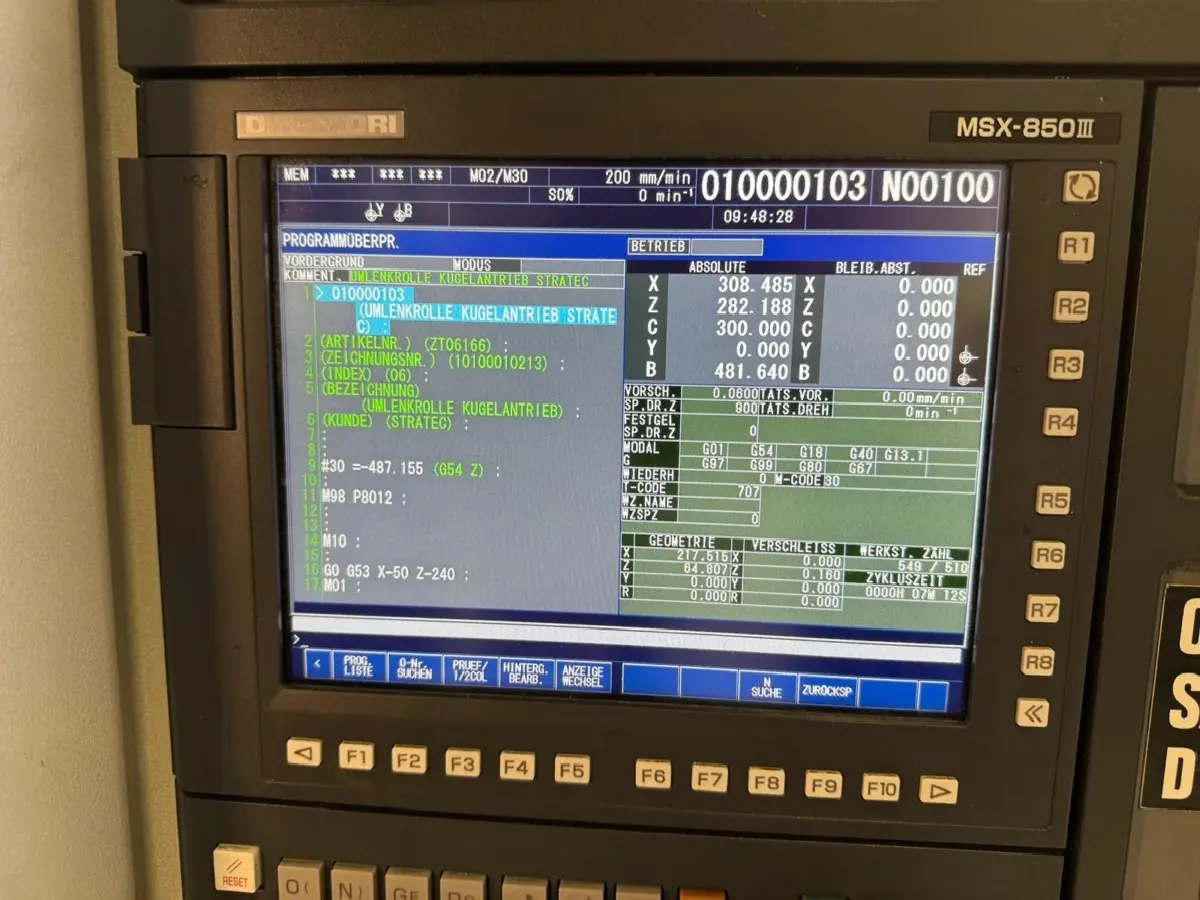 MSX-850III
MEM *** *** *** M02/M30 200 mm/min O10000103 N00100
S0% 0 min⁻¹
Y B 09:48:28
PROGRAMMÜBERPR.
BETRIEB
VORDERGRUND MODUS
KOMMENT. UMLENKROLLE KUGELANTRIEB STRATEC
1 > O10000103
(UMLENKROLLE KUGELANTRIEB STRATE
C) ;
2 (ARTIKELNR.) (ZT06166) ;
3 (ZEICHNUNGSNR.) (10100010213) ;
4 (INDEX) (06) ;
5 (BEZEICHNUNG)
(UMLENKROLLE KUGELANTRIEB) ;
6 (KUNDE) (STRATEC) ;
7 ;
8 ;
9 #30 =-487.155 (G54 Z) ;
10 ;
11 M98 P8012 ;
12 ;
13 ;
14 M10 ;
15 ;
16 G0 G53 X-50 Z-240 ;
17 M01 ;
ABSOLUTE BLEIB.ABST. REF
X 308.485 X 0.000
Z 282.188 Z 0.000
C 300.000 C 0.000
Y 0.000 Y 0.000
B 481.640 B 0.000
VORSCH. 0.0600 TATS.VOR. 0.00 mm/min
SP.DR.Z 900 TATS.DREH 0 min⁻¹
FESTGEL
SP.DR.Z 0
MODAL G01 G54 G18 G40 G13.1
G G97 G99 G80 G67
WIEDERH 0 M-CODE 30
T-CODE 707
WZ.NAME
WZSPZ 0
GEOMETRIE VERSCHLEISS WERKST. ZÄHL
X 217.515 X 0.000 549 / 510
Z 64.807 Z 0.160 ZYKLUSZEIT
Y 0.000 Y 0.000 0000H 07M 12S
R 0.000 R 0.000
>
< PROG. LISTE
O-Nr. SUCHEN
PRUEF/ 1/2COL
HINTERG. BEARB.
ANZEIGE WECHSEL
N SUCHE
ZURÜCKSP
R1
R2
R3
R4
R5
R6
R7
R8
F1 F2 F3 F4 F5 F6 F7 F8 F9 F10
RESET
O( N)